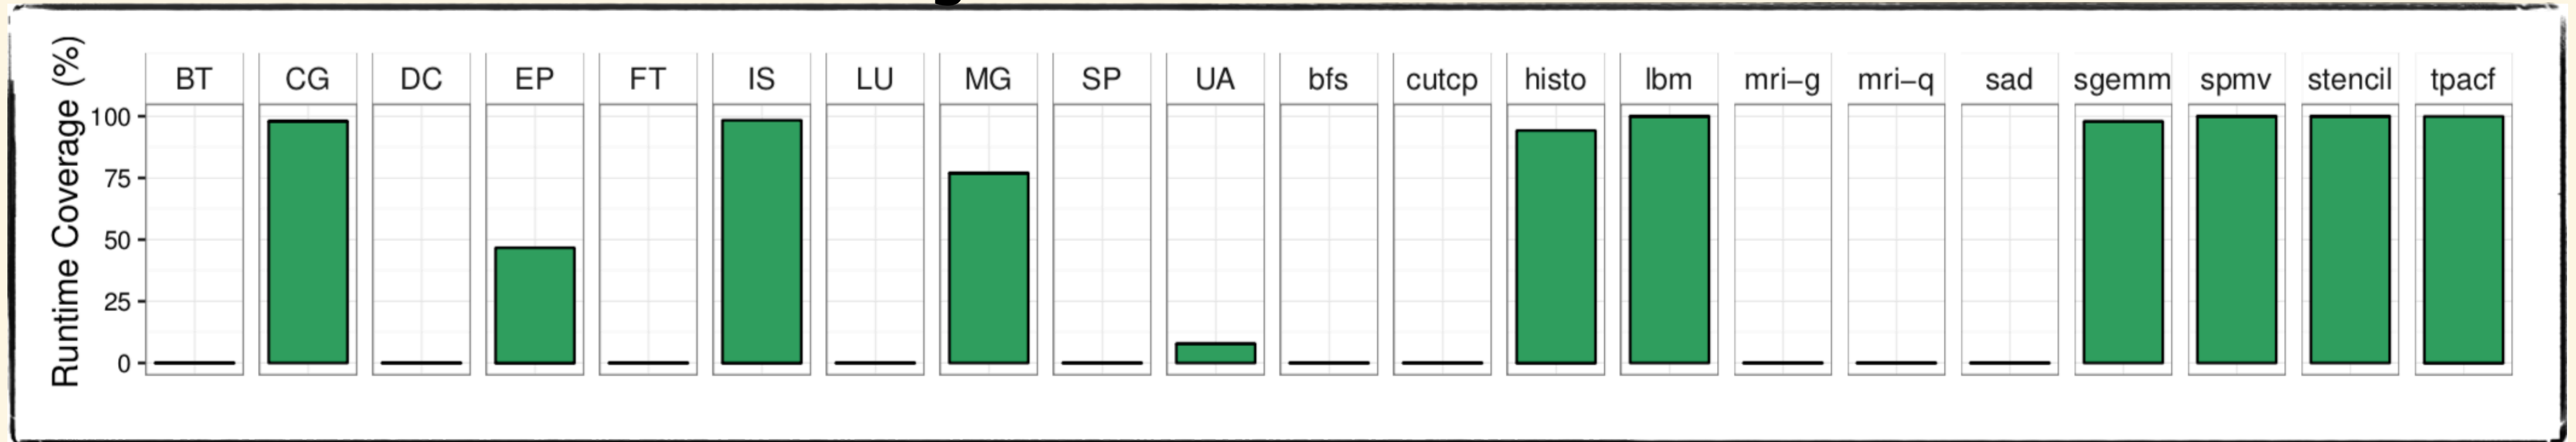 Runtime Coverage (%)
BT CG DC EP FT IS LU MG SP UA bfs cutcp histo lbm mri–g mri–q sad sgemm spmv stencil tpacf
100
75
50
25
0